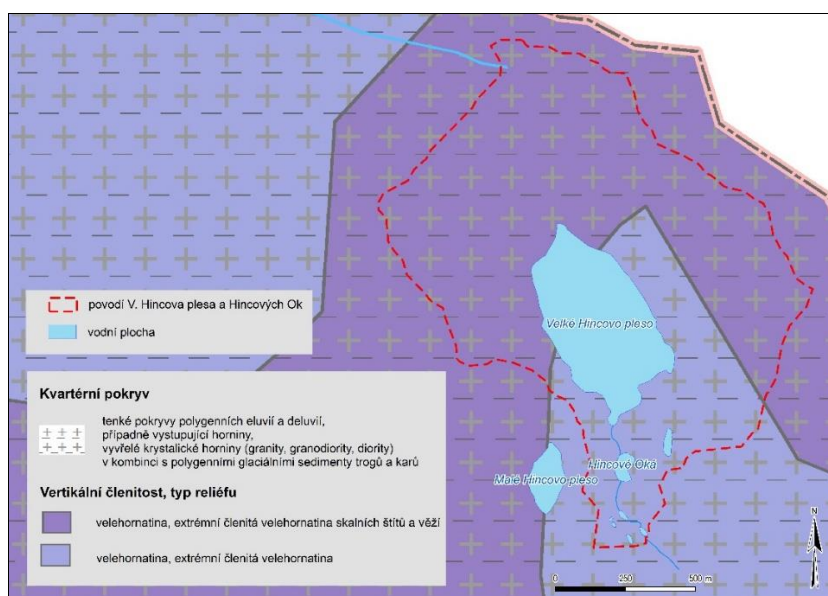 Velké Hincovo pleso
povodí V. Hincova plesa a Hincových Ok
vodní plocha
Kvartérní pokryv
tenké pokryvy polygenních eluvií a deluvií,
případně vystupující horniny,
vyvřelé krystalické horniny (granity, granodiority, diority)
v kombinci s polygenními glaciálními sedimenty trogů a karů
Hincové Oká
Malé Hincovo pleso
Vertikální členitost, typ reliéfu
velehornatina, extrémní členitá velehornatina skalních štítů a věží
velehornatina, extrémní členitá velehornatina
N
0 250 500 m